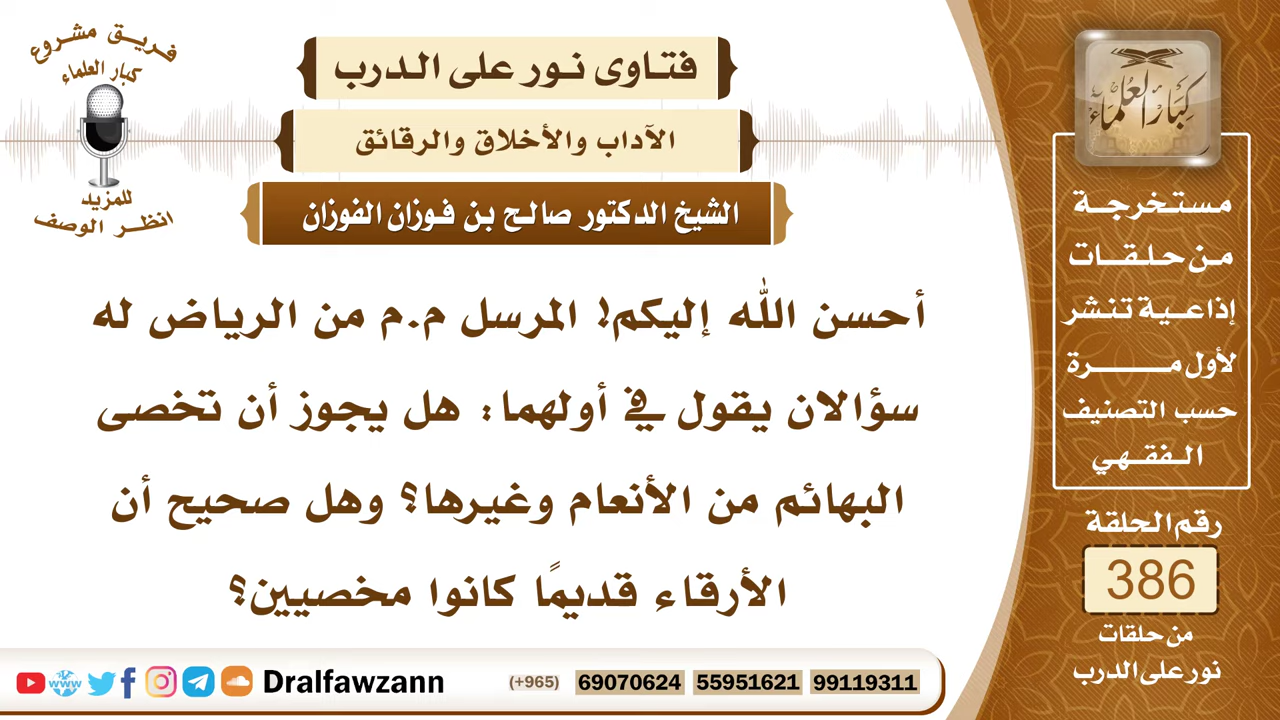 فريق مشروع
كبار العلماء
للمزيد
انظر الوصف
فتاوى نور على الدرب
الآداب والأخلاق والرقائق
الشيخ الدكتور صالح بن فوزان الفوزان
أحسن الله إليكم! المرسل م.م من الرياض له
سؤالان يقول في أولهما: هل يجوز أن تخصى
البهائم من الأنعام وغيرها؟ وهل صحيح أن
الأرقاء قديمًا كانوا مخصيين؟
كبار العلماء
مستخرجة
من حلقات
إذاعية تنشر
لأول مرة
حسب التصنيف
الفقهي
رقم الحلقة
386
من حلقات
نور على الدرب
www Dralfawzann (+965) 69070624 55951621 99119311